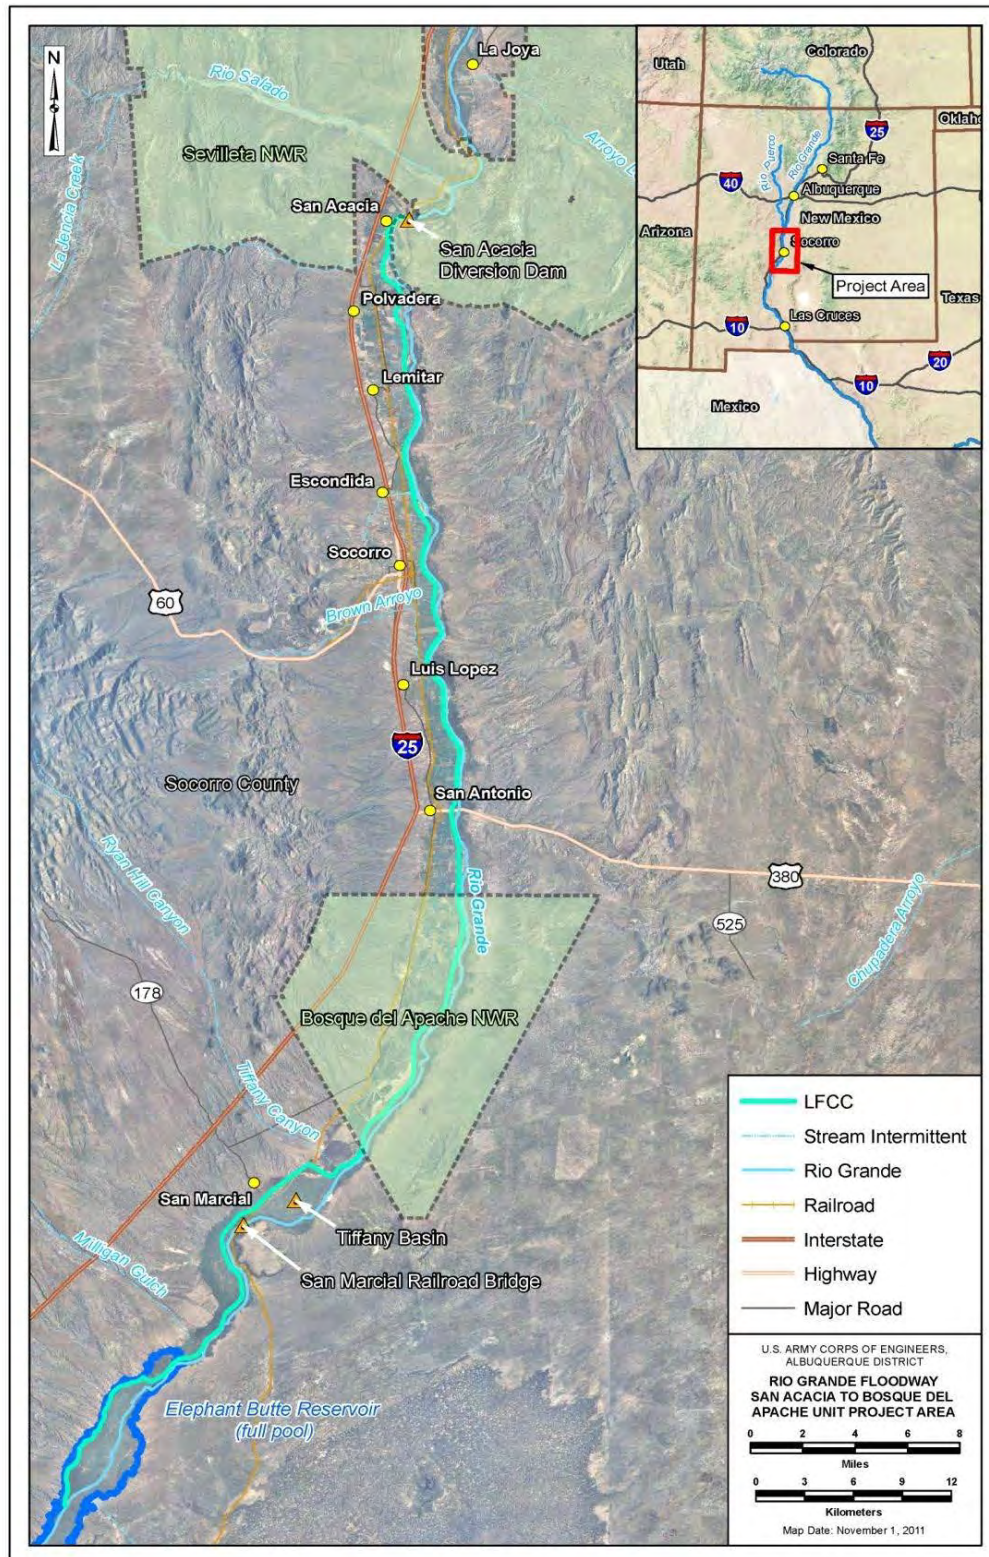 N
La Joya
Rio Salado
Sevilleta NWR
La Jencia Creek
San Acacia
San Acacia
Diversion Dam
Polvadera
Lemitar
Escondida
Socorro
Brown Arroyo
60
Luis Lopez
25
Socorro County
San Antonio
Ryan Hill Canyon
Rio Grande
380
525
Chupadera Arroyo
178
Bosque del Apache NWR
Tiffany Canyon
San Marcial
Tiffany Basin
San Marcial Railroad Bridge
Milligan Gulch
Elephant Butte Reservoir
(full pool)
Arroyo
Colorado
Utah
25
Rio Puerco
Rio Grande
Santa Fe
40
Albuquerque
New Mexico
Arizona
Socorro
Project Area
Texas
Las Cruces
10
20
10
Mexico
LFCC
Stream Intermittent
Rio Grande
Railroad
Interstate
Highway
Major Road
U.S. ARMY CORPS OF ENGINEERS,
ALBUQUERQUE DISTRICT
RIO GRANDE FLOODWAY
SAN ACACIA TO BOSQUE DEL
APACHE UNIT PROJECT AREA
0 2 4 6 8
Miles
0 3 6 9 12
Kilometers
Map Date: November 1, 2011